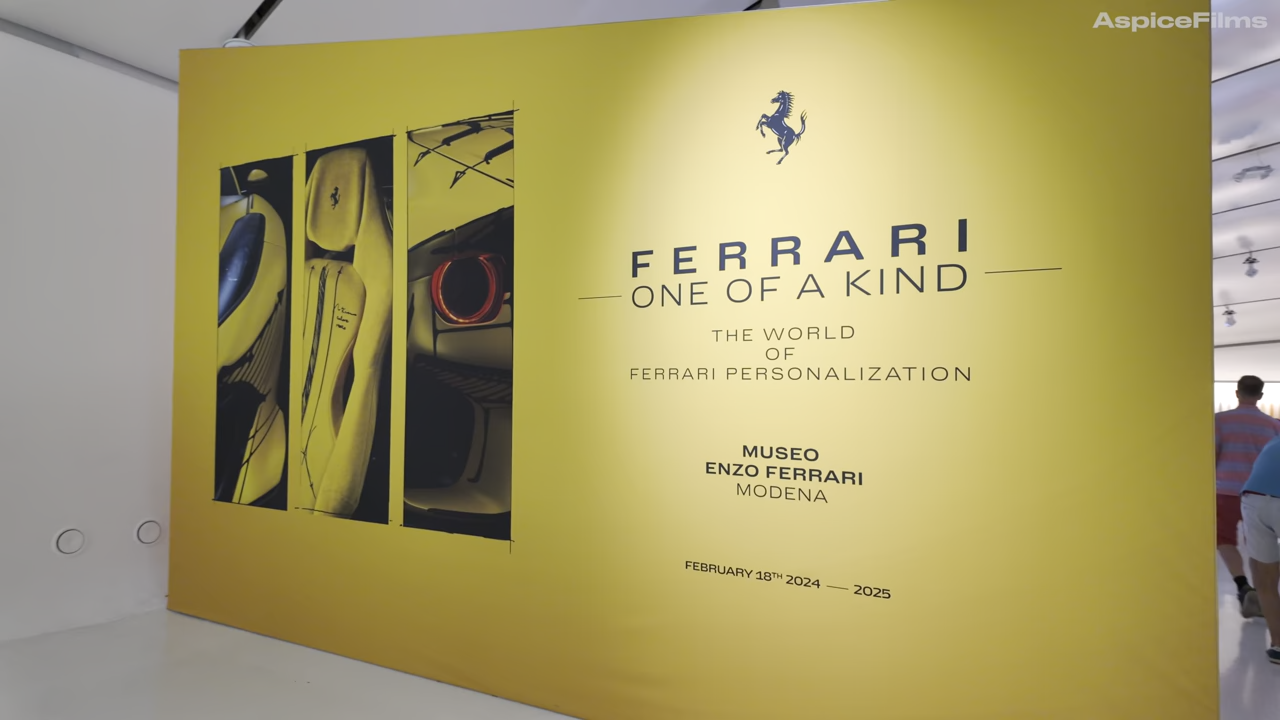 AspiceFilms
FERRARI
ONE OF A KIND
THE WORLD
OF
FERRARI PERSONALIZATION
MUSEO
ENZO FERRARI
MODENA
FEBRUARY 18TH 2024 — 2025